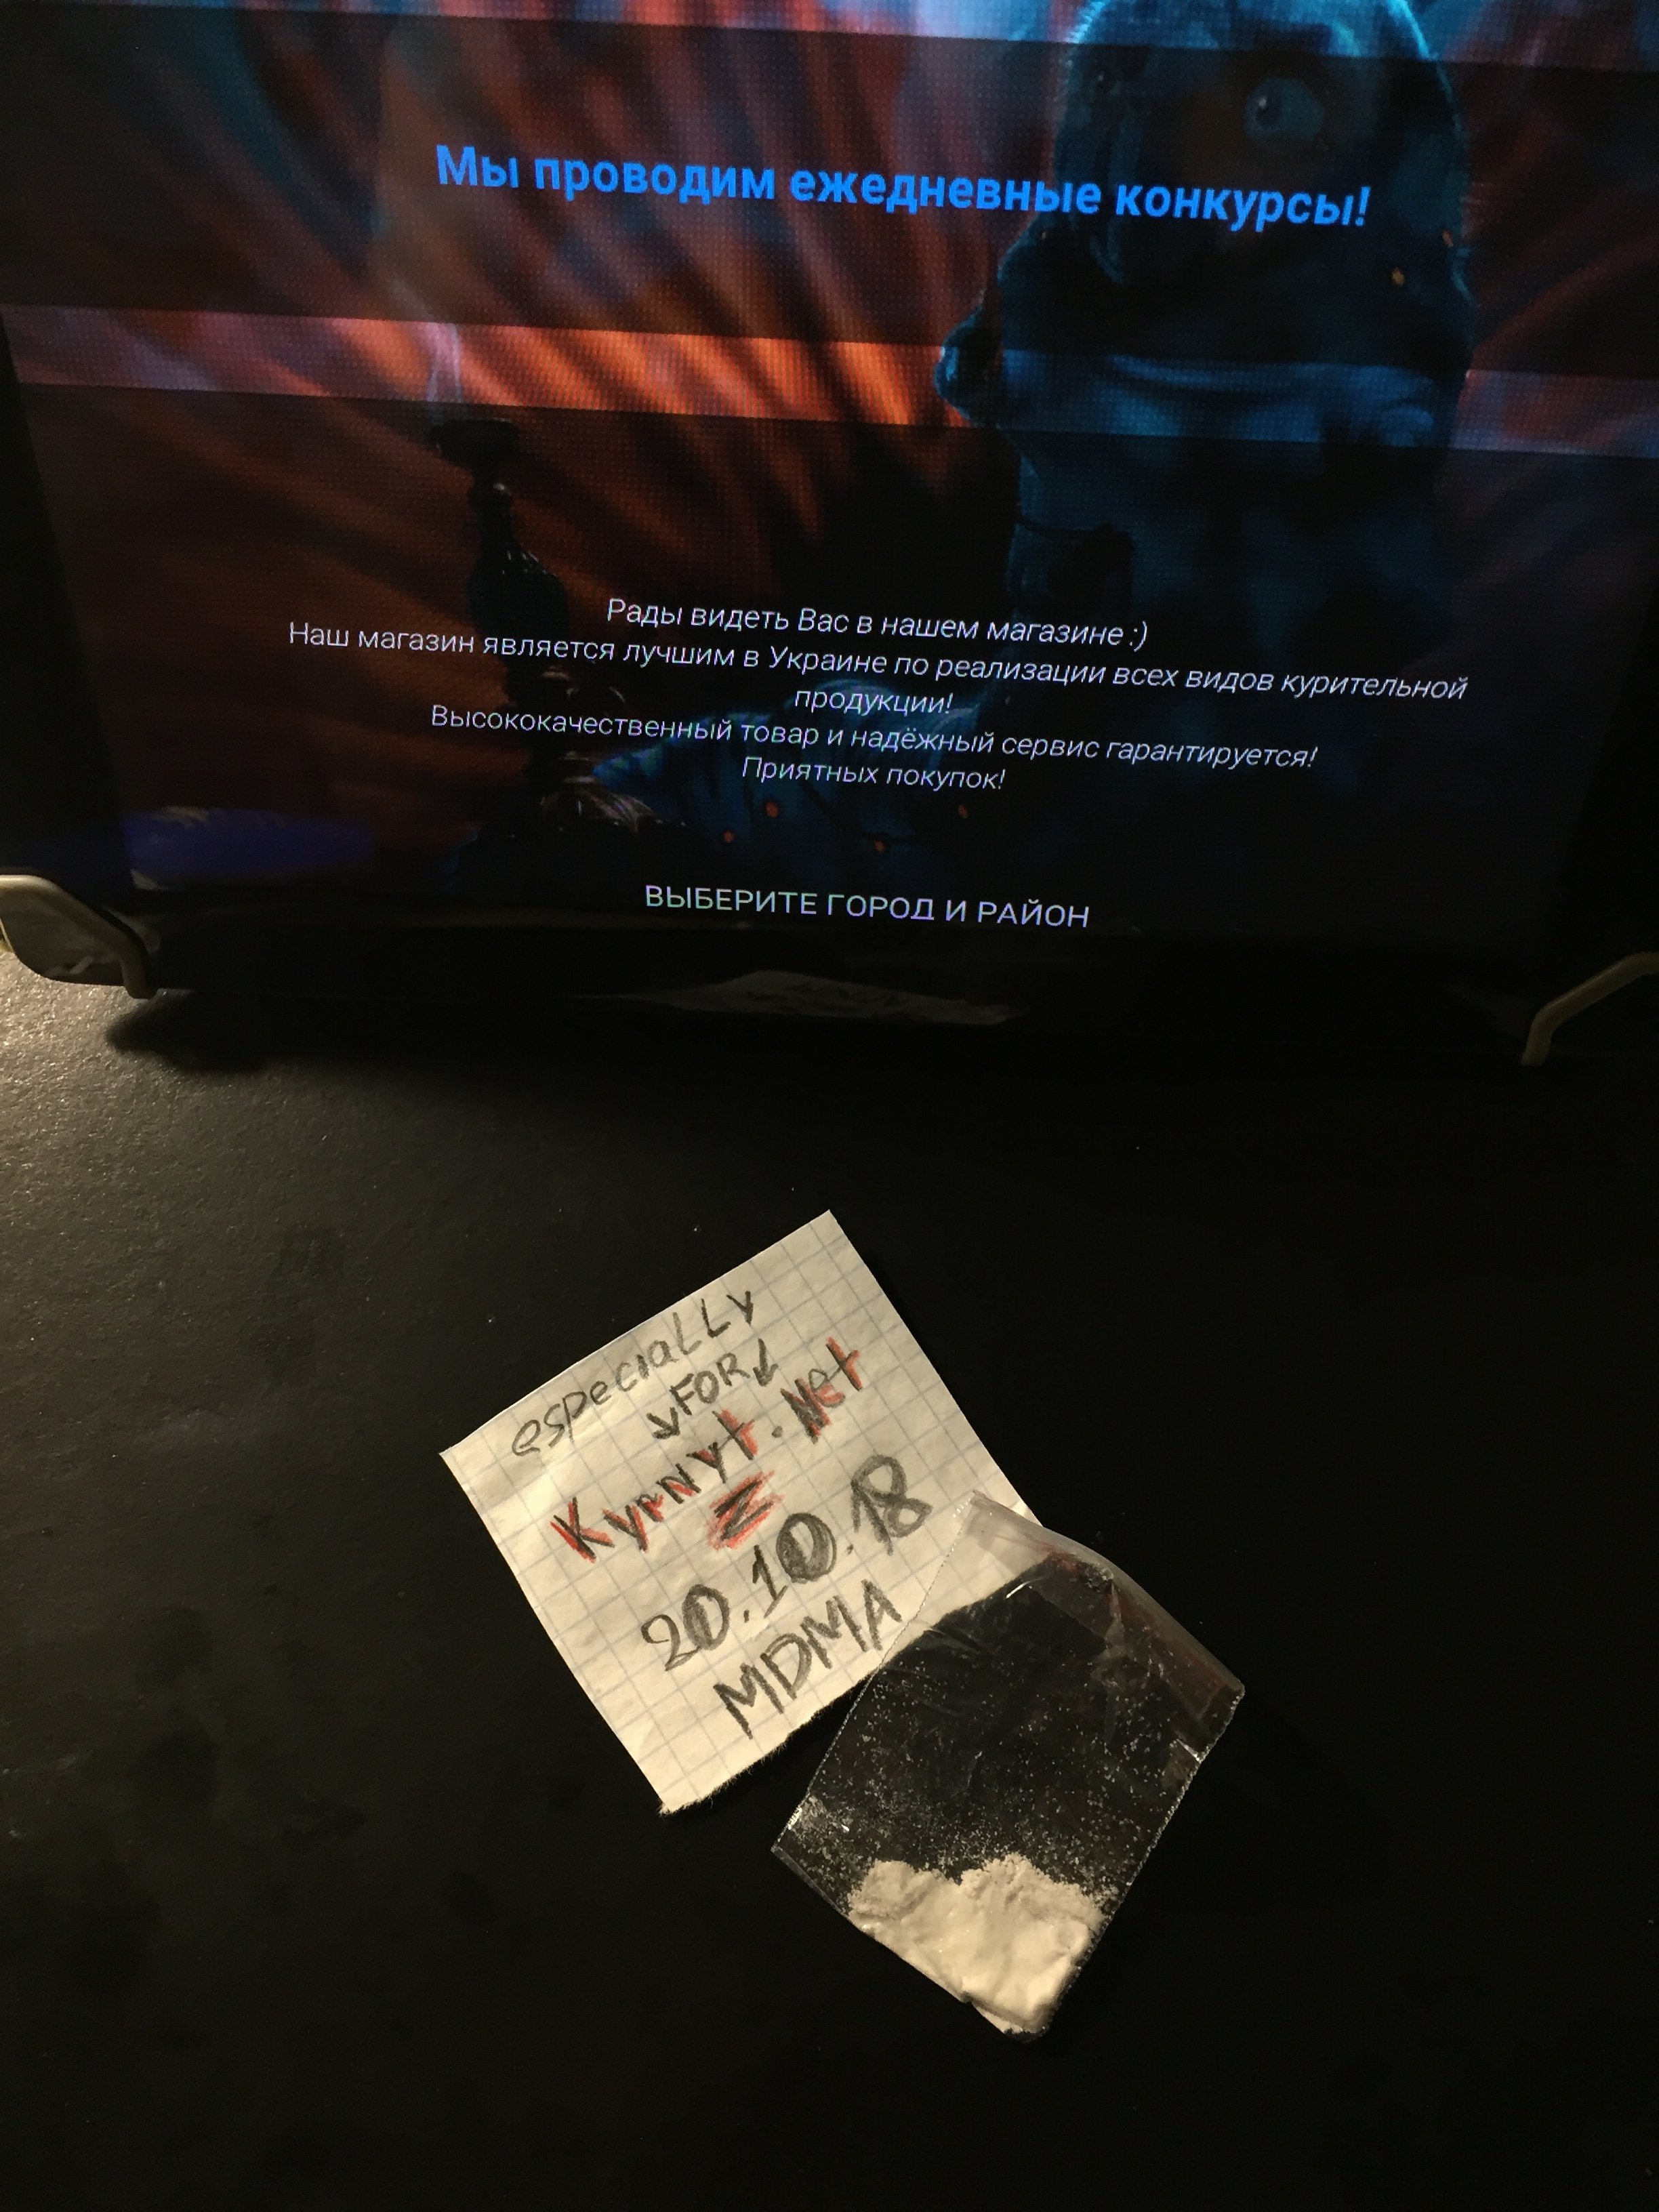 Мы проводим ежедневные конкурсы!
Рады видеть Вас в нашем магазине :)
Наш магазин является лучшим в Украине по реализации всех видов курительной
продукции!
Высококачественный товар и надёжный сервис гарантируется!
Приятных покупок!
ВЫБЕРИТЕ ГОРОД И РАЙОН
especiaLLy
FOR
KyrNyt.Net
20.10.18
MDMA